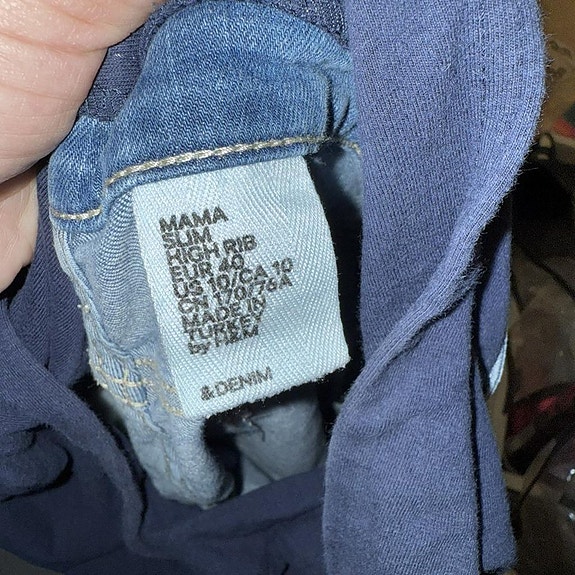 MAMA
SLIM
HIGH RIB
EUR 40
US 10/CA 10
CN 170/76A
MADE IN
TURKEY
by H&M
&DENIM